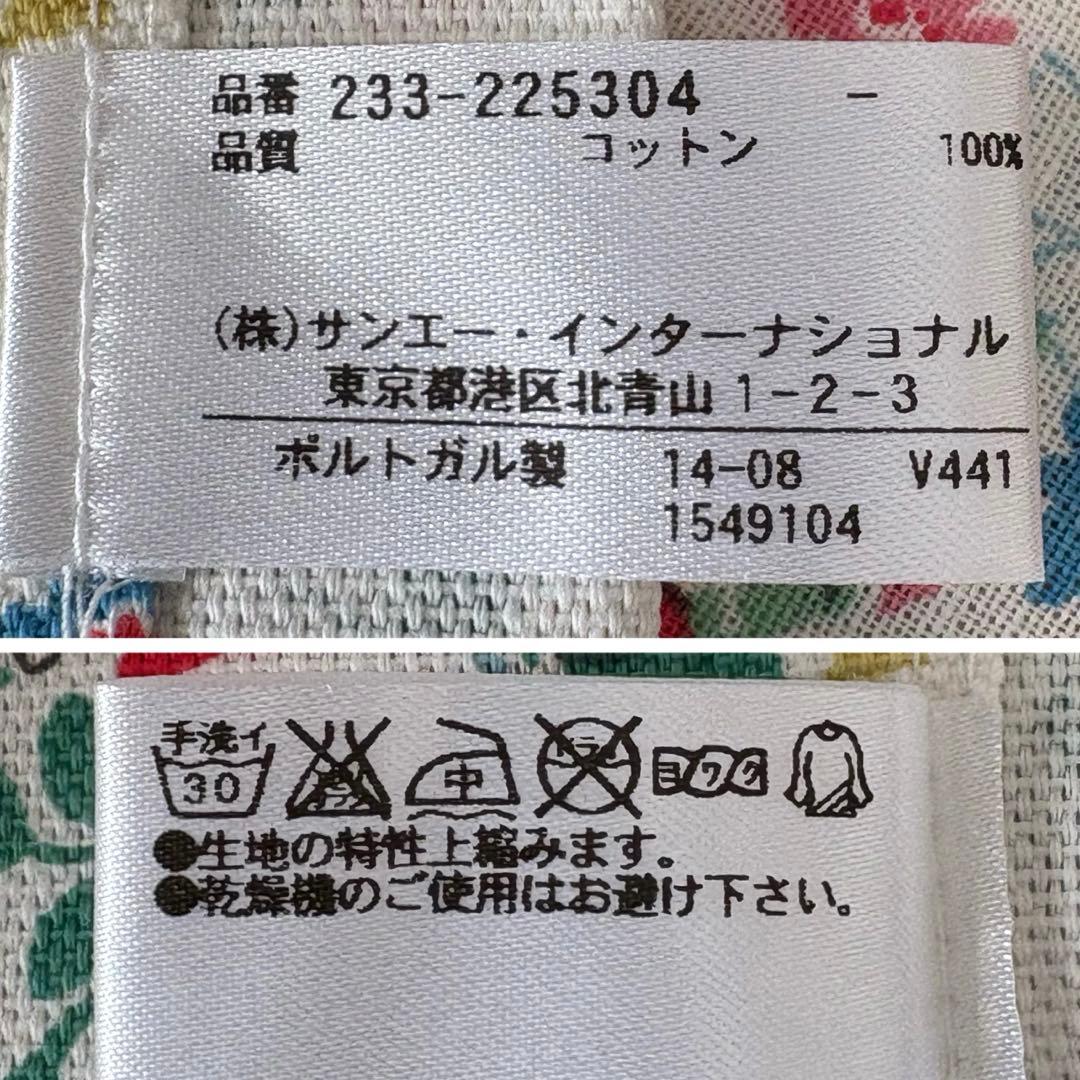 品番 233-225304 -
品質 コットン 100%
(株)サンエー・インターナショナル
東京都港区北青山1-2-3
ポルトガル製 14-08 V441
1549104
手洗イ
30
中
ヨワク
●生地の特性上縮みます。
●乾燥機のご使用はお避け下さい。